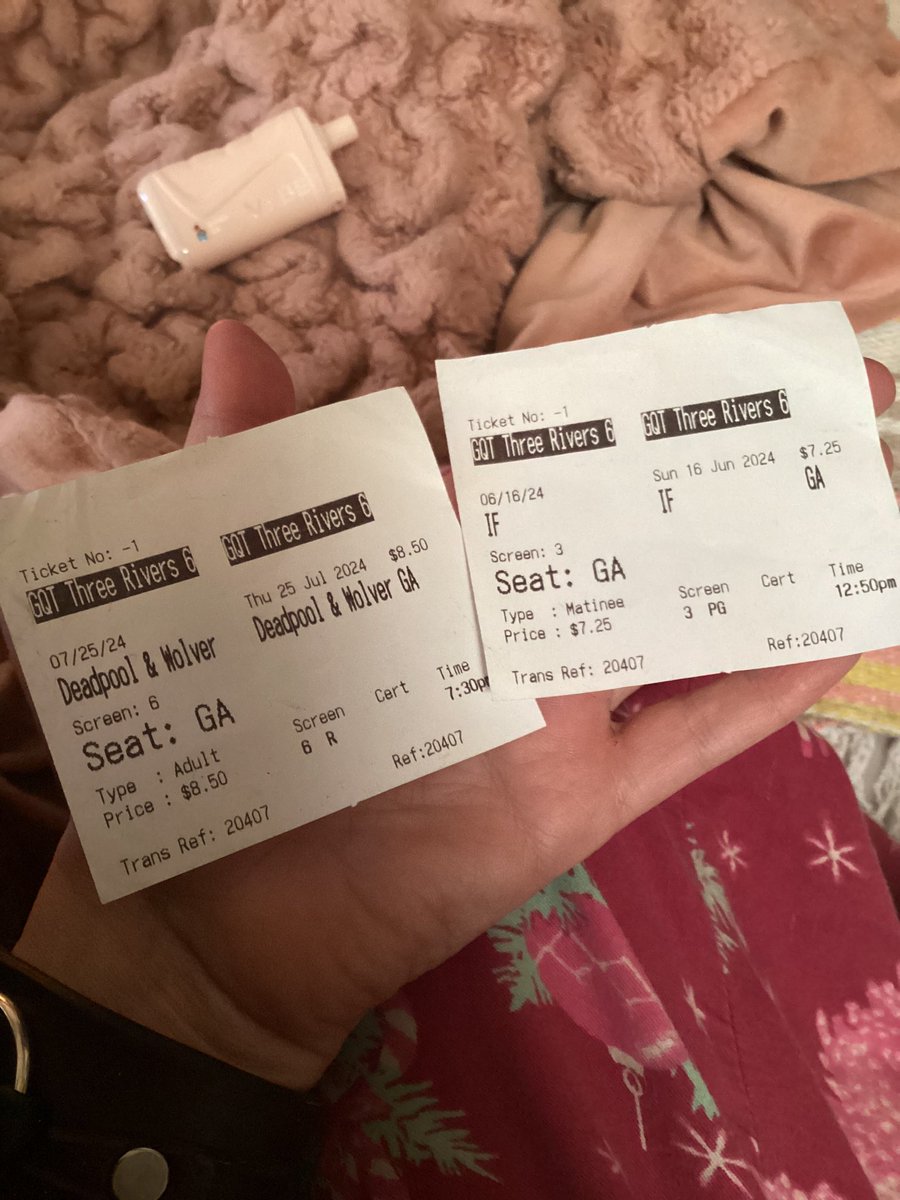 Ticket No: -1
GQT Three Rivers 6
GQT Three Rivers 6
07/25/24
Thu 25 Jul 2024
$8.50
Deadpool & Wolver
Deadpool & Wolver GA
Screen: 6
Seat: GA
Screen
Cert
Time
6 R
7:30p
Type : Adult
Price : $8.50
Ref:20407
Trans Ref: 20407
Ticket No: -1
GQT Three Rivers 6
GQT Three Rivers 6
06/16/24
Sun 16 Jun 2024
$7.25
IF
IF
GA
Screen: 3
Seat: GA
Screen
Cert
Time
3 PG
12:50pm
Type : Matinee
Price : $7.25
Ref:20407
Trans Ref: 20407